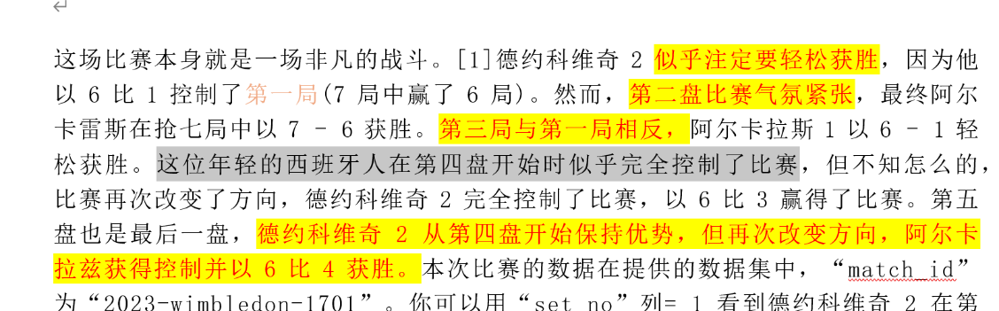 这场比赛本身就是一场非凡的战斗。[1]德约科维奇 2 似乎注定要轻松获胜，因为他
以 6 比 1 控制了第一局(7 局中赢了 6 局)。然而，第二盘比赛气氛紧张，最终阿尔
卡雷斯在抢七局中以 7 - 6 获胜。第三局与第一局相反，阿尔卡拉斯 1 以 6 - 1 轻
松获胜。这位年轻的西班牙人在第四盘开始时似乎完全控制了比赛，但不知怎么的，
比赛再次改变了方向，德约科维奇 2 完全控制了比赛，以 6 比 3 赢得了比赛。第五
盘也是最后一盘，德约科维奇 2 从第四盘开始保持优势，但再次改变方向，阿尔卡
拉兹获得控制并以 6 比 4 获胜。本次比赛的数据在提供的数据集中，“match_id”
为“2023-wimbledon-1701”。你可以用“set_no”列= 1 看到德约科维奇 2 在第